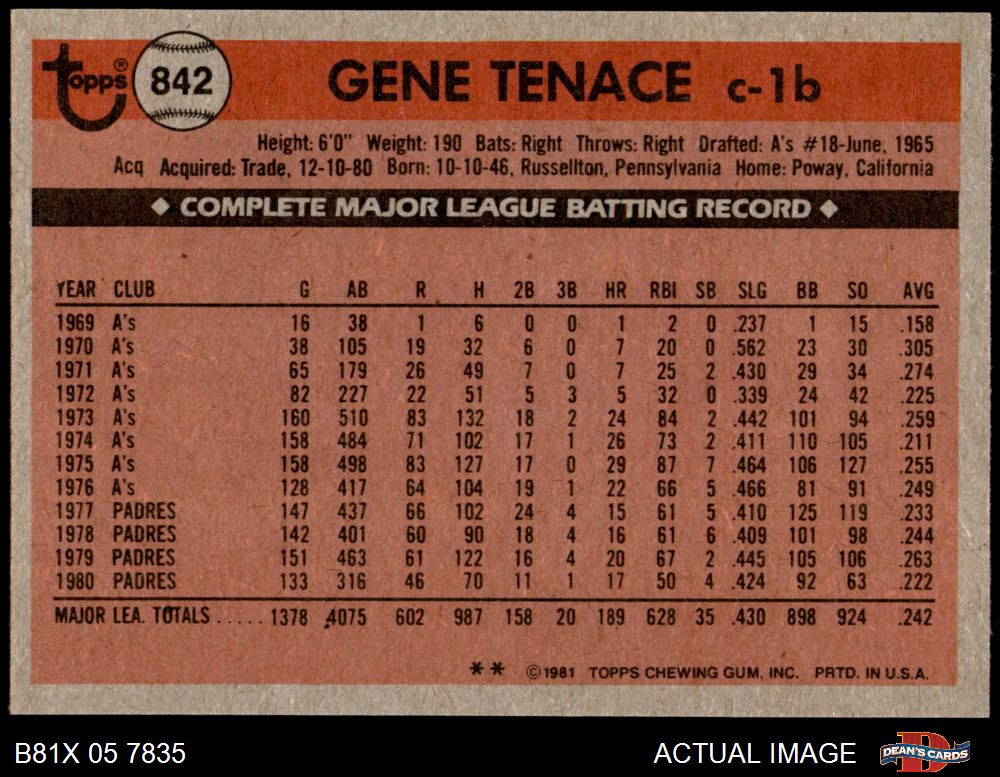 topps® 842 GENE TENACE c-1b
Height: 6'0" Weight: 190 Bats: Right Throws: Right Drafted: A's #18-June, 1965
Acq Acquired: Trade, 12-10-80 Born: 10-10-46, Russellton, Pennsylvania Home: Poway, California
◆ COMPLETE MAJOR LEAGUE BATTING RECORD ◆
YEAR CLUB G AB R H 2B 3B HR RBI SB SLG BB SO AVG
1969 A's 16 38 1 6 0 0 1 2 0 .237 1 15 .158
1970 A's 38 105 19 32 6 0 7 20 0 .562 23 30 .305
1971 A's 65 179 26 49 7 0 7 25 2 .430 29 34 .274
1972 A's 82 227 22 51 5 3 5 32 0 .339 24 42 .225
1973 A's 160 510 83 132 18 2 24 84 2 .442 101 94 .259
1974 A's 158 484 71 102 17 1 26 73 2 .411 110 105 .211
1975 A's 158 498 83 127 17 0 29 87 7 .464 106 127 .255
1976 A's 128 417 64 104 19 1 22 66 5 .466 81 91 .249
1977 PADRES 147 437 66 102 24 4 15 61 5 .410 125 119 .233
1978 PADRES 142 401 60 90 18 4 16 61 6 .409 101 98 .244
1979 PADRES 151 463 61 122 16 4 20 67 2 .445 105 106 .263
1980 PADRES 133 316 46 70 11 1 17 50 4 .424 92 63 .222
MAJOR LEA. TOTALS ..... 1378 4075 602 987 158 20 189 628 35 .430 898 924 .242
** ©1981 TOPPS CHEWING GUM, INC. PRTD. IN U.S.A.
B81X 05 7835 ACTUAL IMAGE DEAN'S CARDS